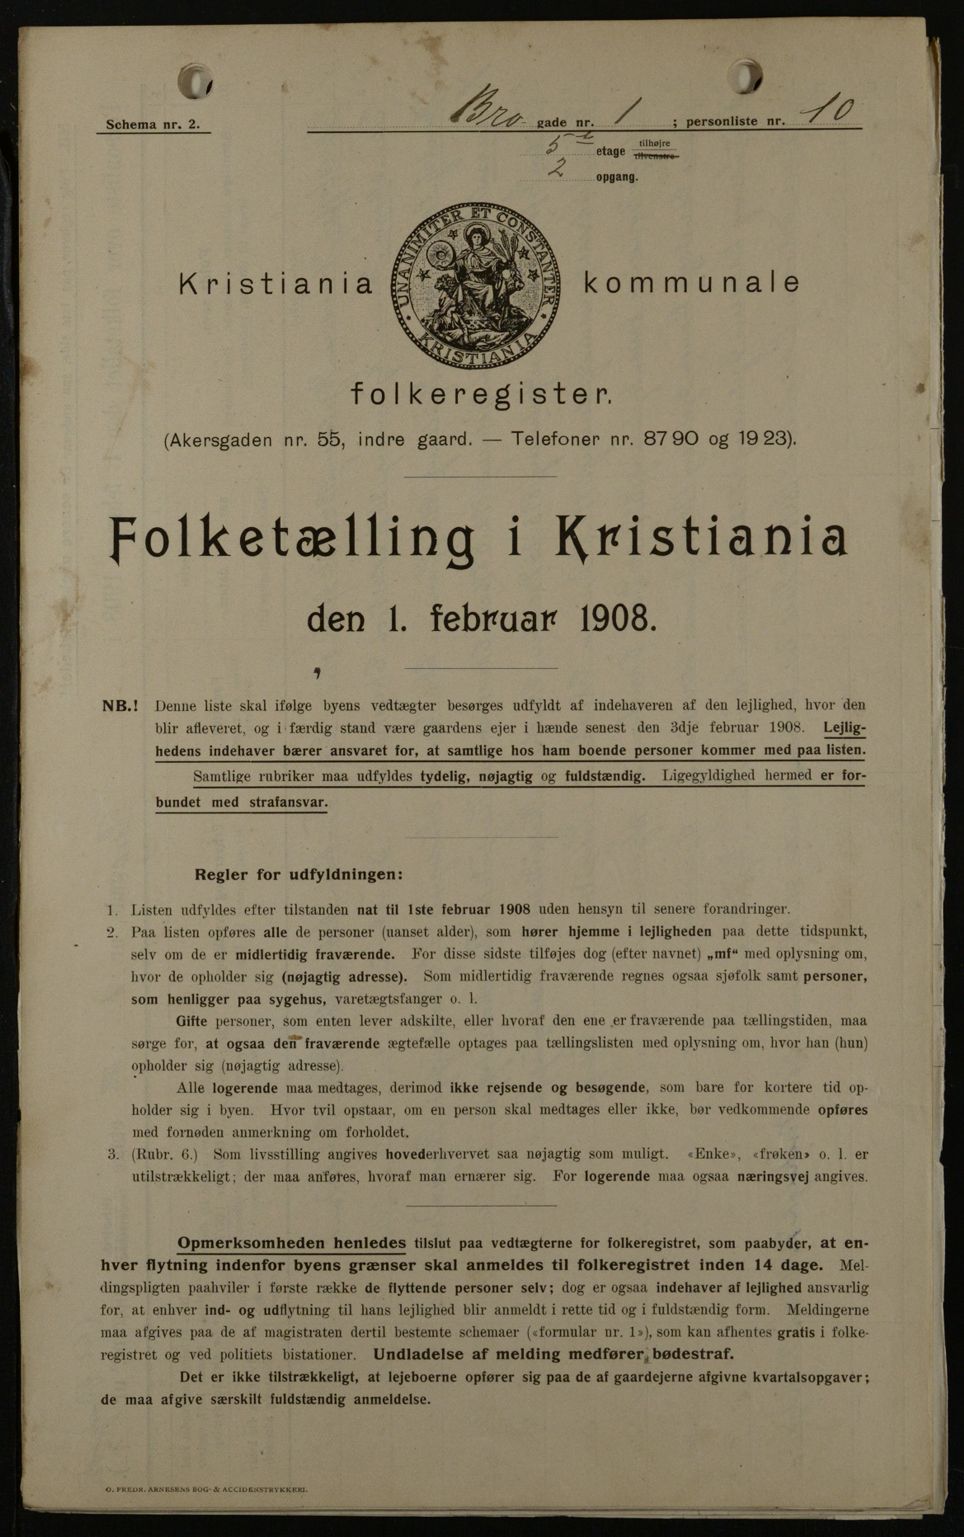 Schema nr. 2.
Bro- gade nr. 1 ; personliste nr. 10
5te etage tilhøjre
tilvenstre
2 opgang.
UNANIMITER ET CONSTANTER
KRISTIANIA
Kristiania kommunale
folkeregister.
(Akersgaden nr. 55, indre gaard. — Telefoner nr. 87 90 og 19 23).
Folketælling i Kristiania
den 1. februar 1908.
NB.! Denne liste skal ifølge byens vedtægter besørges udfyldt af indehaveren af den lejlighed, hvor den
blir afleveret, og i færdig stand være gaardens ejer i hænde senest den 3dje februar 1908. Lejlig-
hedens indehaver bærer ansvaret for, at samtlige hos ham boende personer kommer med paa listen.
Samtlige rubriker maa udfyldes tydelig, nøjagtig og fuldstændig. Ligegyldighed hermed er for-
bundet med strafansvar.
Regler for udfyldningen:
1. Listen udfyldes efter tilstanden nat til 1ste februar 1908 uden hensyn til senere forandringer.
2. Paa listen opføres alle de personer (uanset alder), som hører hjemme i lejligheden paa dette tidspunkt,
selv om de er midlertidig fraværende. For disse sidste tilføjes dog (efter navnet) „mf“ med oplysning om,
hvor de opholder sig (nøjagtig adresse). Som midlertidig fraværende regnes ogsaa sjøfolk samt personer,
som henligger paa sygehus, varetægtsfanger o. l.
Gifte personer, som enten lever adskilte, eller hvoraf den ene er fraværende paa tællingstiden, maa
sørge for, at ogsaa den fraværende ægtefælle optages paa tællingslisten med oplysning om, hvor han (hun)
opholder sig (nøjagtig adresse).
Alle logerende maa medtages, derimod ikke rejsende og besøgende, som bare for kortere tid op-
holder sig i byen. Hvor tvil opstaar, om en person skal medtages eller ikke, bør vedkommende opføres
med fornøden anmerkning om forholdet.
3. (Rubr. 6.) Som livsstilling angives hovederhvervet saa nøjagtig som muligt. «Enke», «frøken» o. l. er
utilstrækkeligt; der maa anføres, hvoraf man ernærer sig. For logerende maa ogsaa næringsvej angives.
Opmerksomheden henledes tilslut paa vedtægterne for folkeregistret, som paabyder, at en-
hver flytning indenfor byens grænser skal anmeldes til folkeregistret inden 14 dage. Mel-
dingspligten paahviler i første række de flyttende personer selv; dog er ogsaa indehaver af lejlighed ansvarlig
for, at enhver ind- og udflytning til hans lejlighed blir anmeldt i rette tid og i fuldstændig form. Meldingerne
maa afgives paa de af magistraten dertil bestemte schemaer («formular nr. 1»), som kan afhentes gratis i folke-
registret og ved politiets bistationer. Undladelse af melding medfører bødestraf.
Det er ikke tilstrækkeligt, at lejeboerne opfører sig paa de af gaardejerne afgivne kvartalsopgaver;
de maa afgive særskilt fuldstændig anmeldelse.
O. FREDR. ARNESENS BOG- & ACCIDENSTRYKKERI.